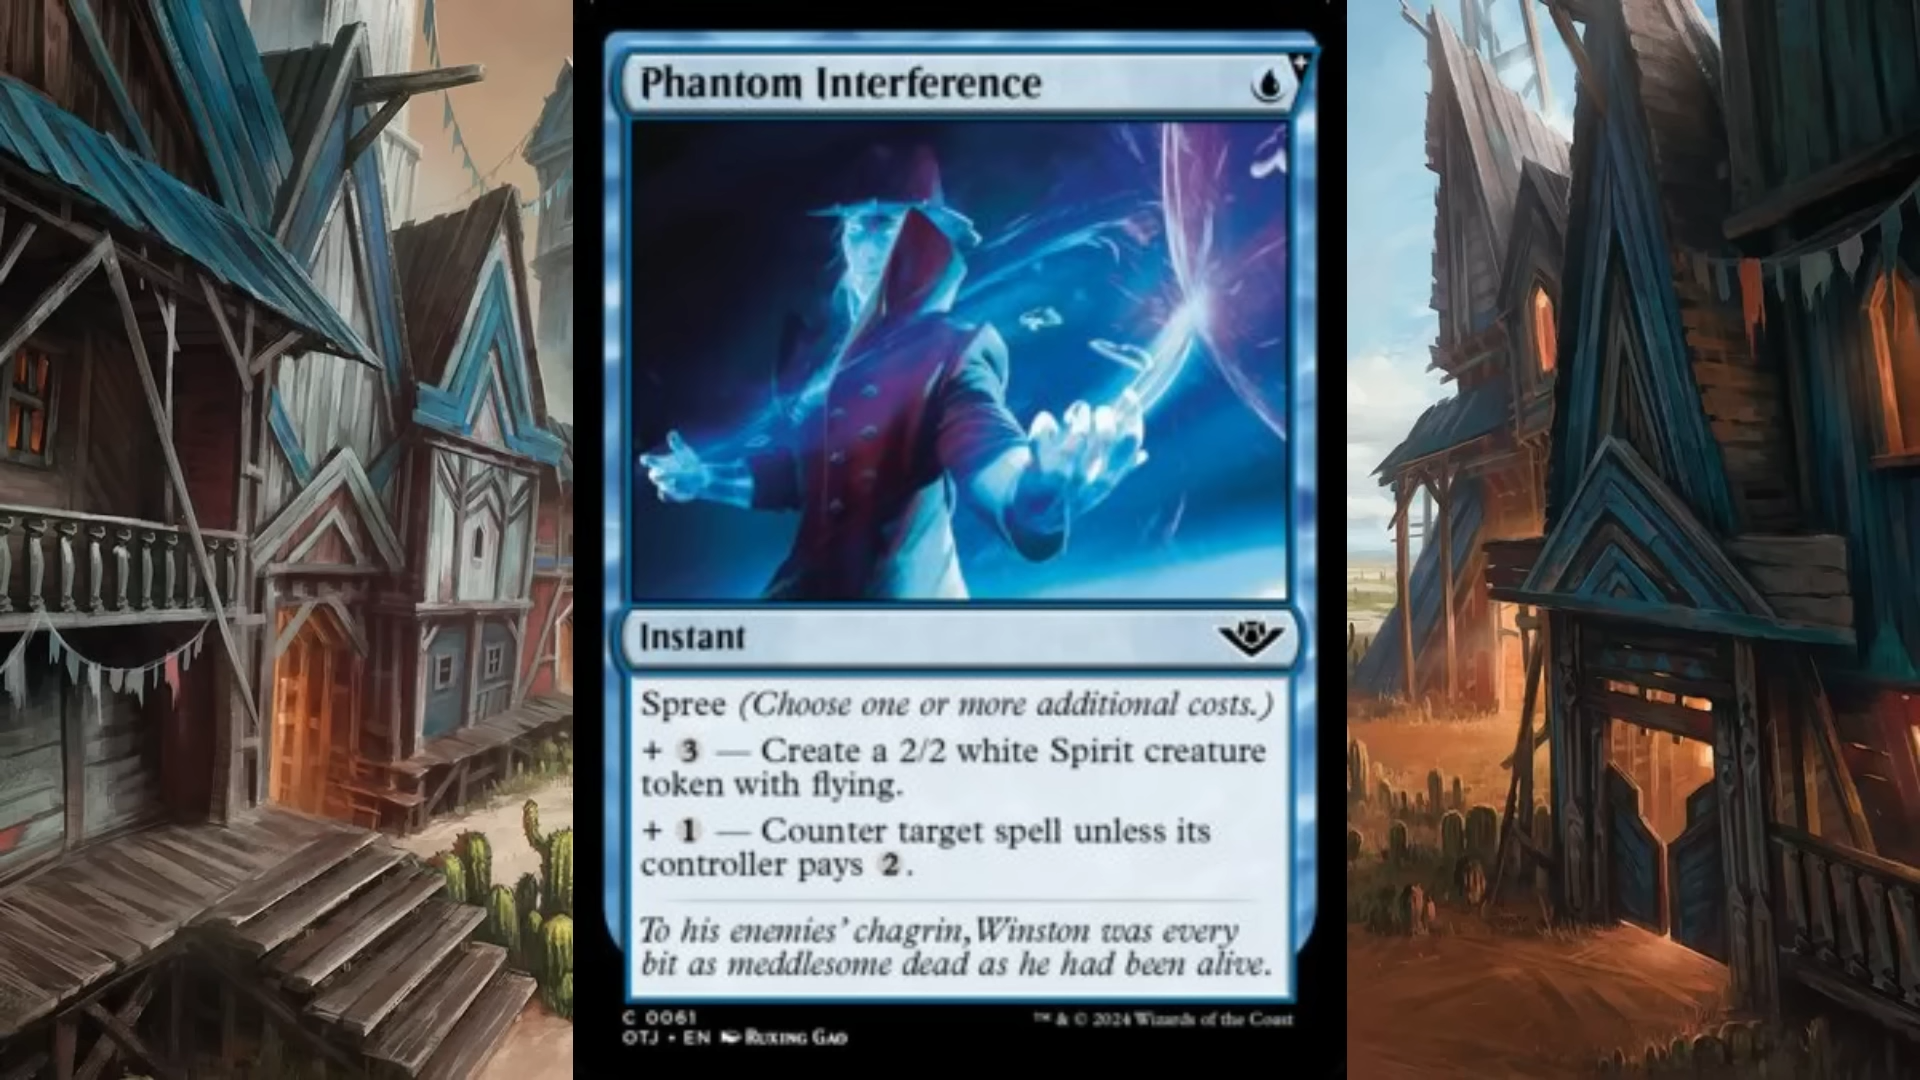 Phantom Interference
Instant
Spree (Choose one or more additional costs.)
+ 3 — Create a 2/2 white Spirit creature
token with flying.
+ 1 — Counter target spell unless its
controller pays 2.
To his enemies' chagrin, Winston was every
bit as meddlesome dead as he had been alive.
C 0061
OTJ • EN Ruxing Gao
™ & © 2024 Wizards of the Coast